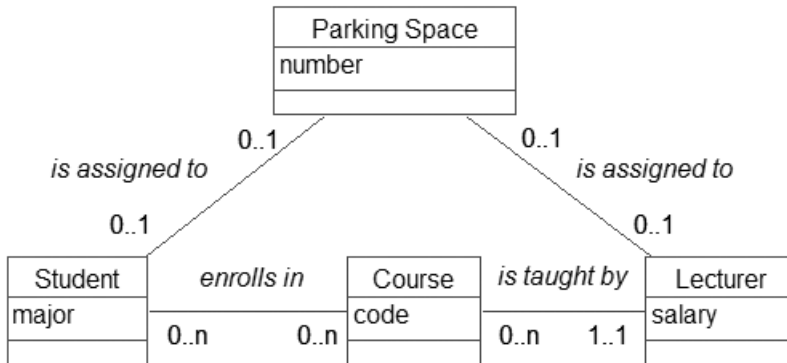 Parking Space
number
0..1
0..1
is assigned to
is assigned to
0..1
0..1
Student
enrolls in
Course
is taught by
Lecturer
major
code
salary
0..n
0..n
0..n
1..1